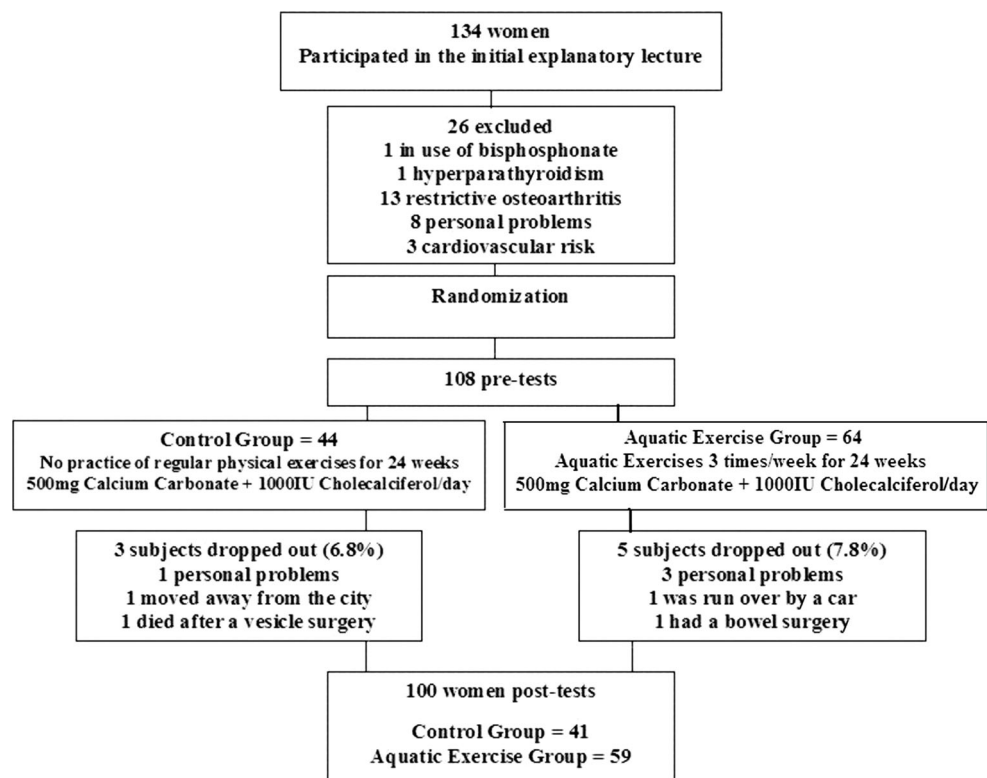 134 women
Participated in the initial explanatory lecture
26 excluded
1 in use of bisphosphonate
1 hyperparathyroidism
13 restrictive osteoarthritis
8 personal problems
3 cardiovascular risk
Randomization
108 pre-tests
Control Group = 44
No practice of regular physical exercises for 24 weeks
500mg Calcium Carbonate + 1000IU Cholecalciferol/day
Aquatic Exercise Group = 64
Aquatic Exercises 3 times/week for 24 weeks
500mg Calcium Carbonate + 1000IU Cholecalciferol/day
3 subjects dropped out (6.8%)
1 personal problems
1 moved away from the city
1 died after a vesicle surgery
5 subjects dropped out (7.8%)
3 personal problems
1 was run over by a car
1 had a bowel surgery
100 women post-tests
Control Group = 41
Aquatic Exercise Group = 59